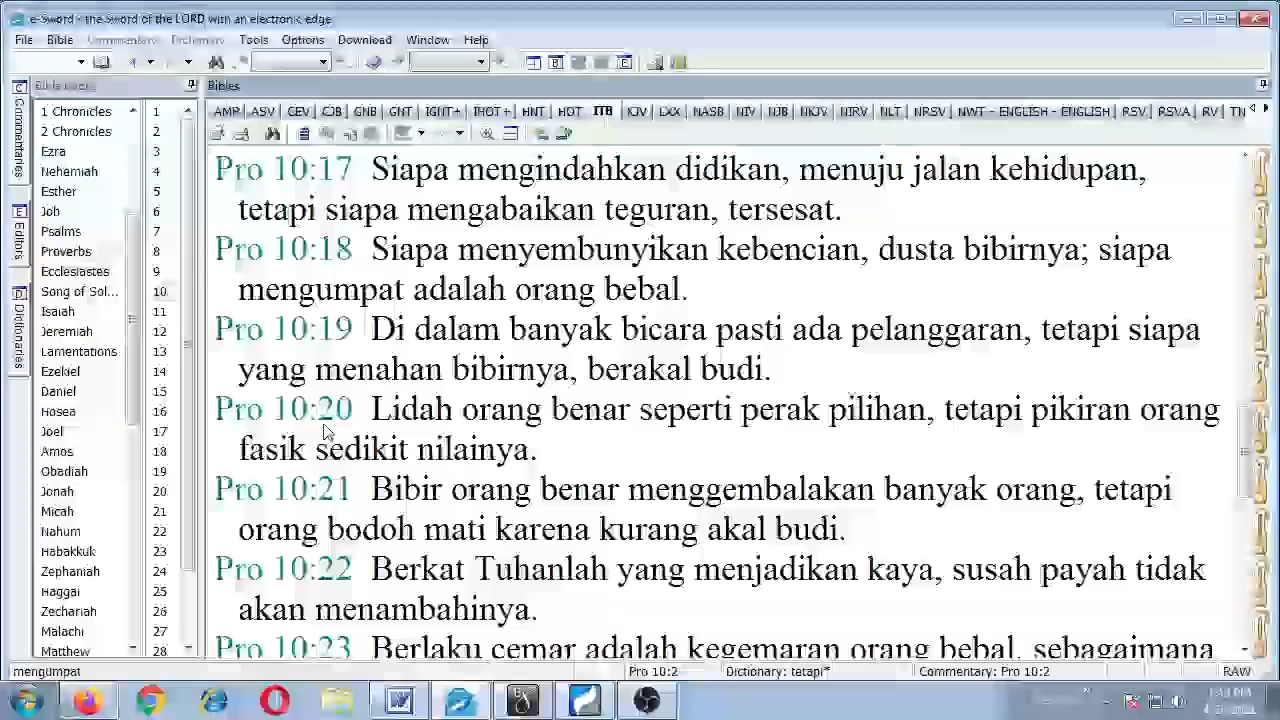 e-Sword - the Sword of the LORD with an electronic edge
File Bible Commentary Dictionary Tools Options Download Window Help
Bibles
AMP ASV CEV CJB GNB GNT IGNT+ IHOT+ HNT HOT ITB KJV LXX NASB NIV NJB NKJV NIRV NLT NRSV NWT - ENGLISH - ENGLISH RSV RSVA RV
Commentaries
Editors
Dictionaries
1 Chronicles 1
2 Chronicles 2
Ezra 3
Nehemiah 4
Esther 5
Job 6
Psalms 7
Proverbs 8
Ecclesiastes 9
Song of Sol... 10
Isaiah 11
Jeremiah 12
Lamentations 13
Ezekiel 14
Daniel 15
Hosea 16
Joel 17
Amos 18
Obadiah 19
Jonah 20
Micah 21
Nahum 22
Habakkuk 23
Zephaniah 24
Haggai 25
Zechariah 26
Malachi 27
Matthew 28
Pro 10:17 Siapa mengindahkan didikan, menuju jalan kehidupan,
tetapi siapa mengabaikan teguran, tersesat.
Pro 10:18 Siapa menyembunyikan kebencian, dusta bibirnya; siapa
mengumpat adalah orang bebal.
Pro 10:19 Di dalam banyak bicara pasti ada pelanggaran, tetapi siapa
yang menahan bibirnya, berakal budi.
Pro 10:20 Lidah orang benar seperti perak pilihan, tetapi pikiran orang
fasik sedikit nilainya.
Pro 10:21 Bibir orang benar menggembalakan banyak orang, tetapi
orang bodoh mati karena kurang akal budi.
Pro 10:22 Berkat Tuhanlah yang menjadikan kaya, susah payah tidak
akan menambahinya.
Pro 10:23 Berlaku cemar adalah kegemaran orang bebal, sebagaimana
mengumpat Pro 10:2 Dictionary: tetapi* Commentary: Pro 10:2 RAW